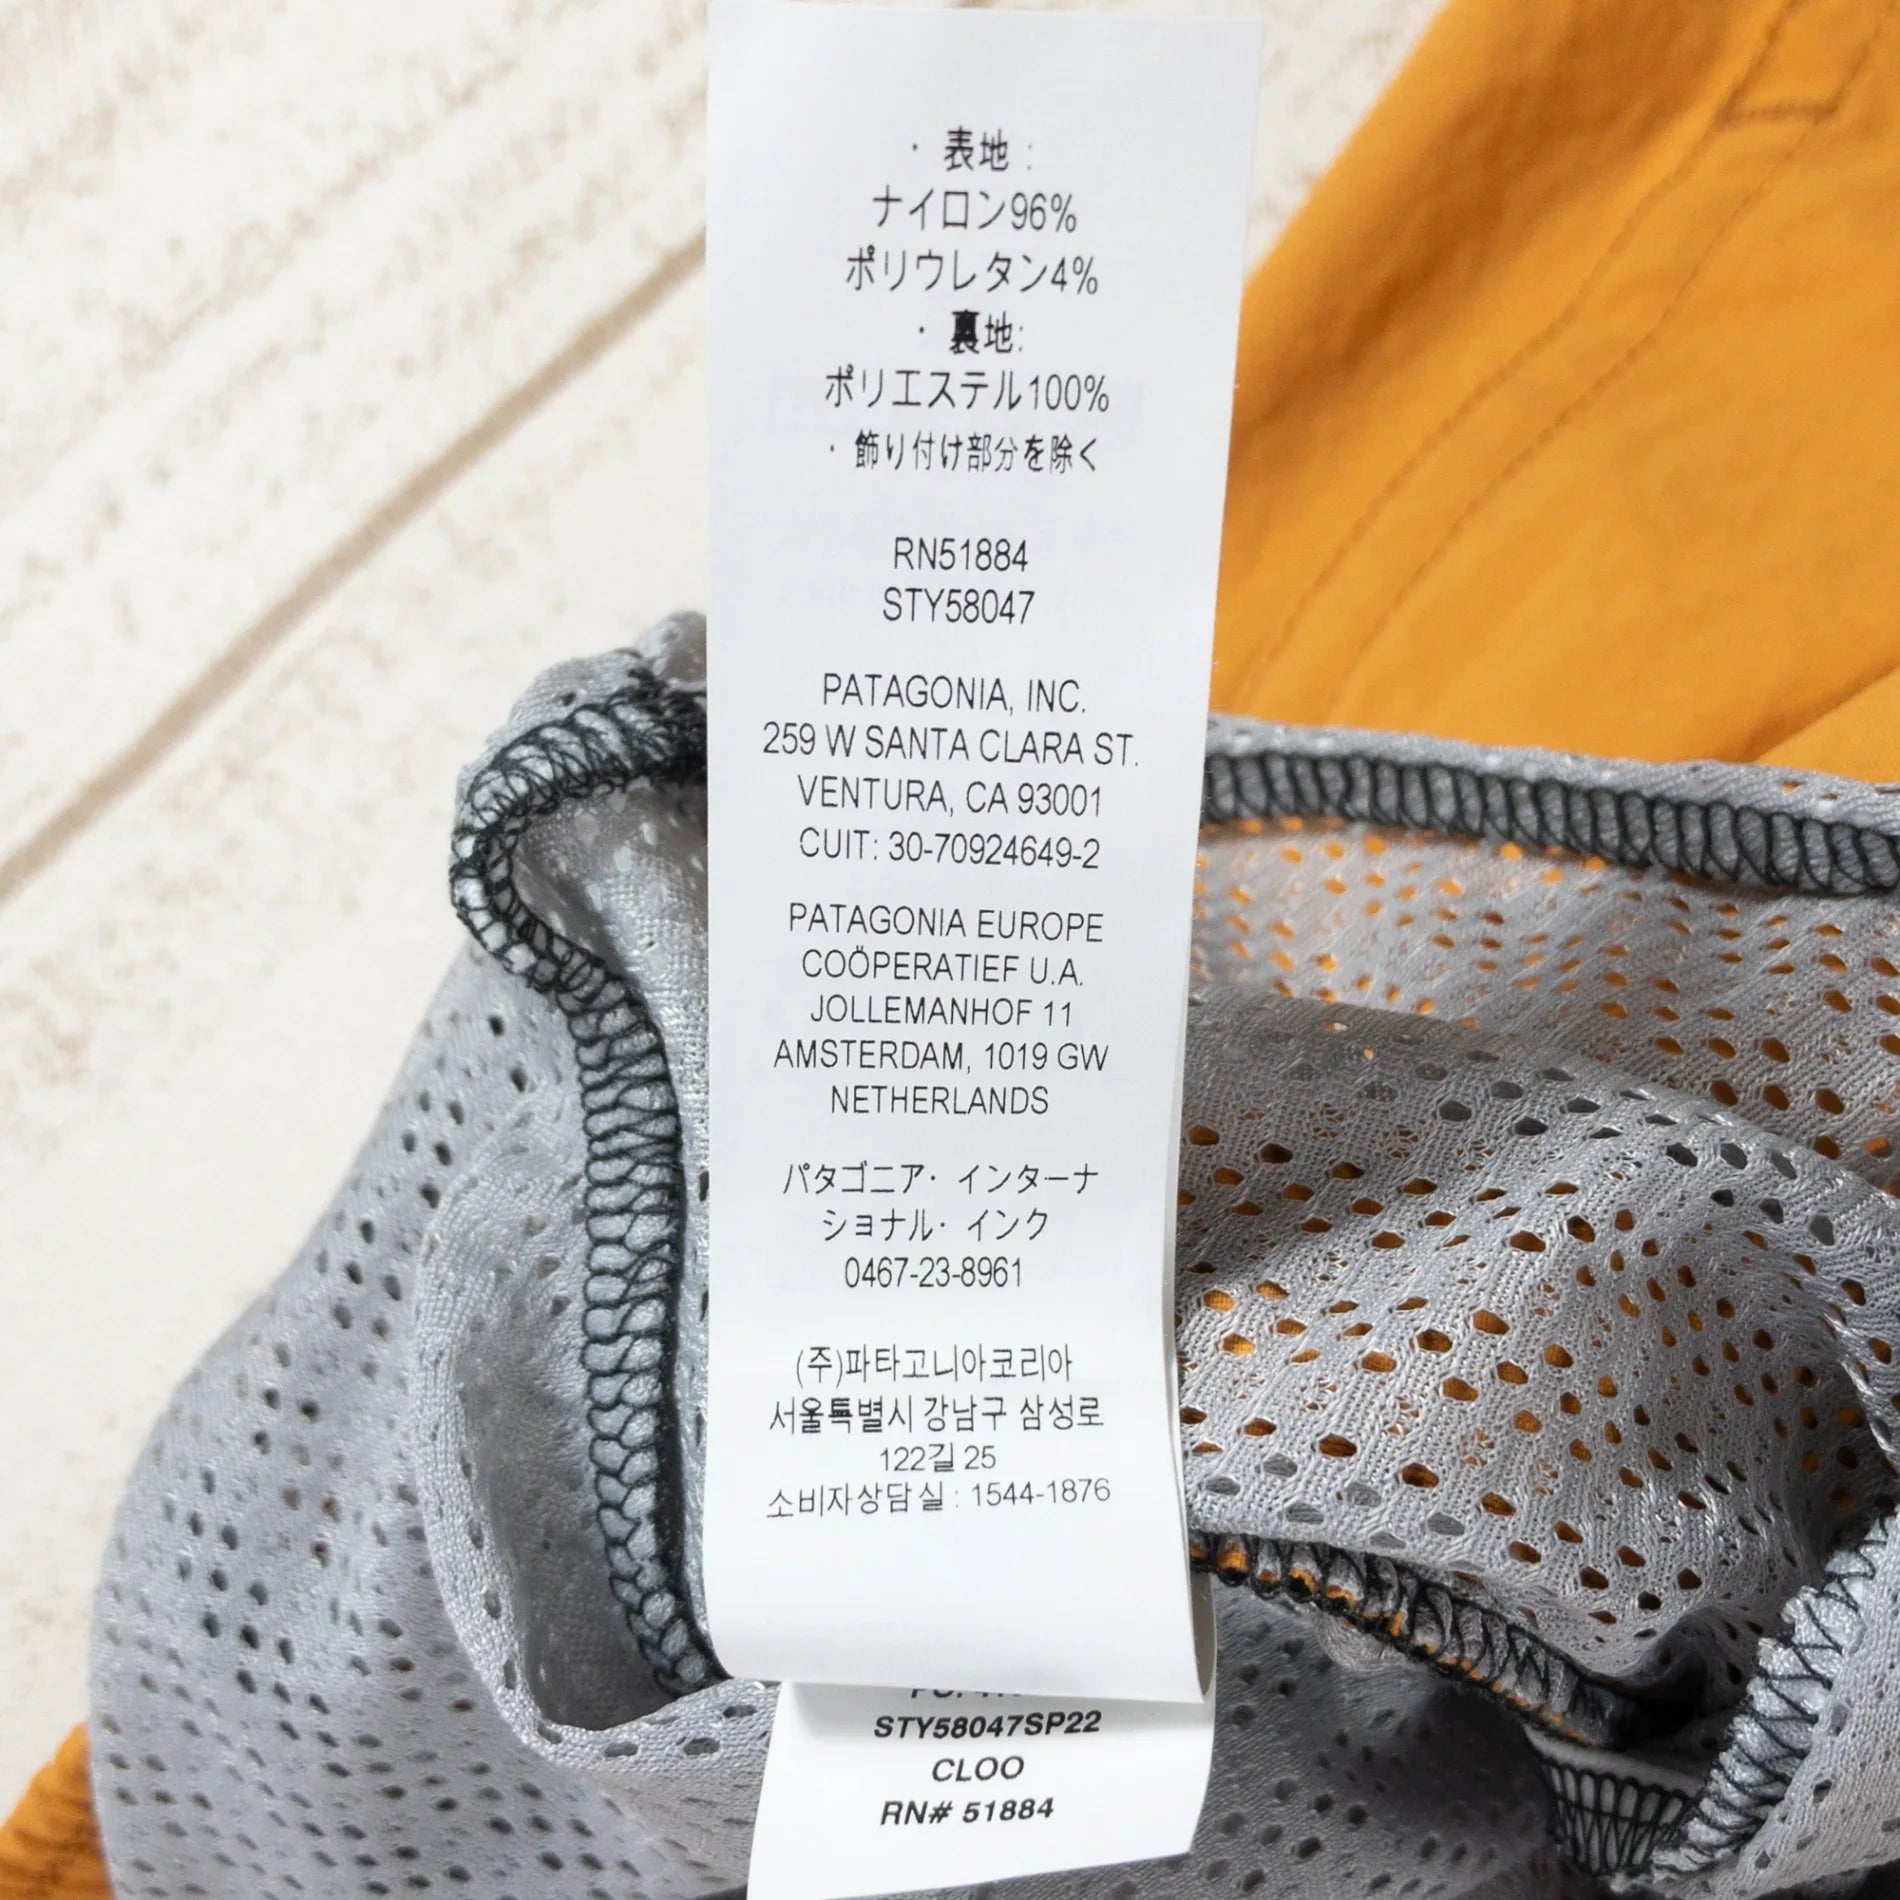 ・表地：
ナイロン96%
ポリウレタン4%
・裏地:
ポリエステル100%
・飾り付け部分を除く
RN51884
STY58047
PATAGONIA, INC.
259 W SANTA CLARA ST.
VENTURA, CA 93001
CUIT: 30-70924649-2
PATAGONIA EUROPE
COÖPERATIEF U.A.
JOLLEMANHOF 11
AMSTERDAM, 1019 GW
NETHERLANDS
パタゴニア・インターナ
ショナル・インク
0467-23-8961
(주)파타고니아코리아
서울특별시 강남구 삼성로
122길 25
소비자상담실 : 1544-1876
STY58047SP22
CLOO
RN# 51884